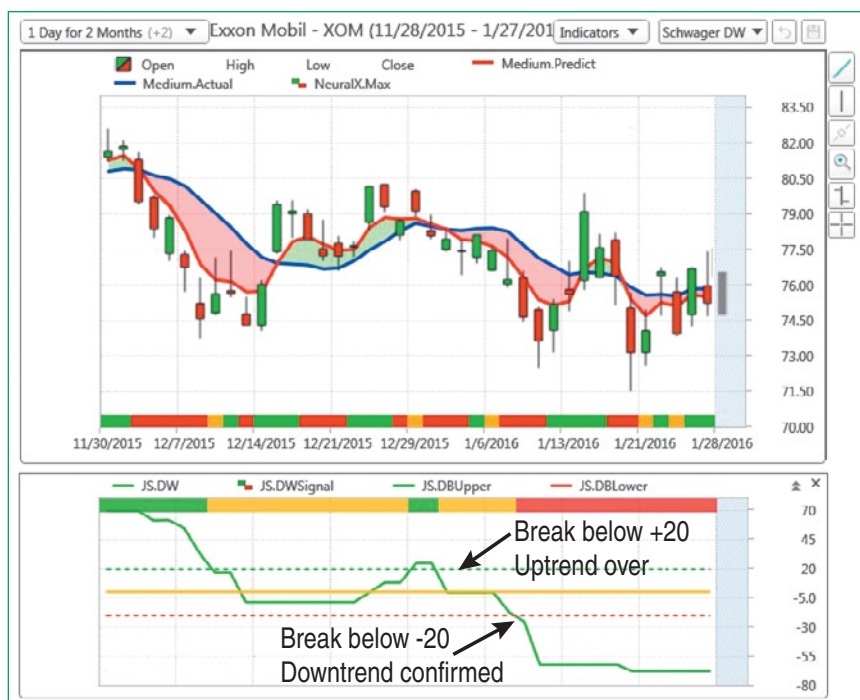 1 Day for 2 Months (+2) Exxon Mobil - XOM (11/28/2015 - 1/27/201 Indicators Schwager DW
Open High Low Close Medium.Predict
Medium.Actual NeuralX.Max
83.50
82.00
80.50
79.00
77.50
76.00
74.50
73.00
71.50
70.00
11/30/2015 12/7/2015 12/14/2015 12/21/2015 12/29/2015 1/6/2016 1/13/2016 1/21/2016 1/28/2016
JS.DW JS.DWSignal JS.DBUpper JS.DBLower
70
45
20
-5.0
-30
-55
-80
Break below +20
Uptrend over
Break below -20
Downtrend confirmed